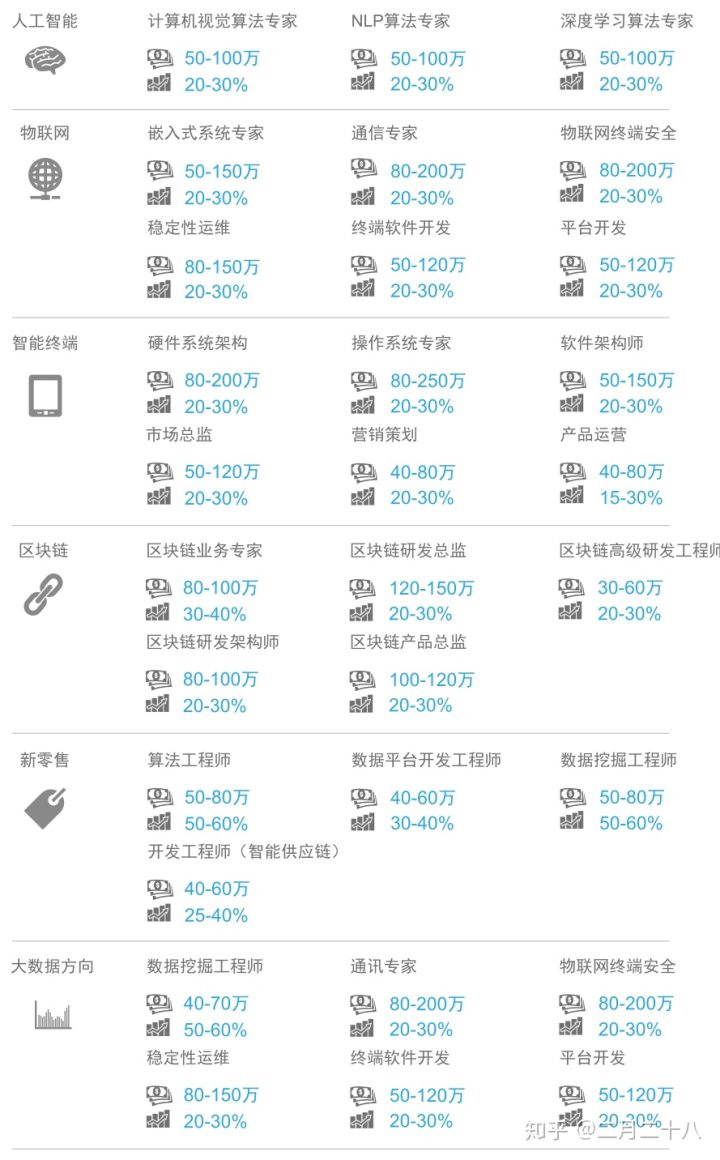 人工智能 计算机视觉算法专家 NLP算法专家 深度学习算法专家
50-100万 50-100万 50-100万
20-30% 20-30% 20-30%
物联网 嵌入式系统专家 通信专家 物联网终端安全
50-150万 80-200万 80-200万
20-30% 20-30% 20-30%
稳定性运维 终端软件开发 平台开发
80-150万 50-120万 50-120万
20-30% 20-30% 20-30%
智能终端 硬件系统架构 操作系统专家 软件架构师
80-200万 80-250万 50-150万
20-30% 20-30% 20-30%
市场总监 营销策划 产品运营
50-120万 40-80万 40-80万
20-30% 20-30% 15-30%
区块链 区块链业务专家 区块链研发总监 区块链高级研发工程师
80-100万 120-150万 30-60万
30-40% 20-30% 20-30%
区块链研发架构师 区块链产品总监
80-100万 100-120万
20-30% 20-30%
新零售 算法工程师 数据平台开发工程师 数据挖掘工程师
50-80万 40-60万 50-80万
50-60% 30-40% 50-60%
开发工程师（智能供应链）
40-60万
25-40%
大数据方向 数据挖掘工程师 通讯专家 物联网终端安全
40-70万 80-200万 80-200万
50-60% 20-30% 20-30%
稳定性运维 终端软件开发 平台开发
80-150万 50-120万 50-120万
20-30% 20-30% 20-30%
知乎 @二月二十八